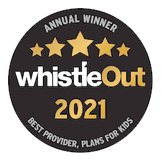 ANNUAL WINNER
whistleOut
2021
BEST PROVIDER, PLANS FOR KIDS